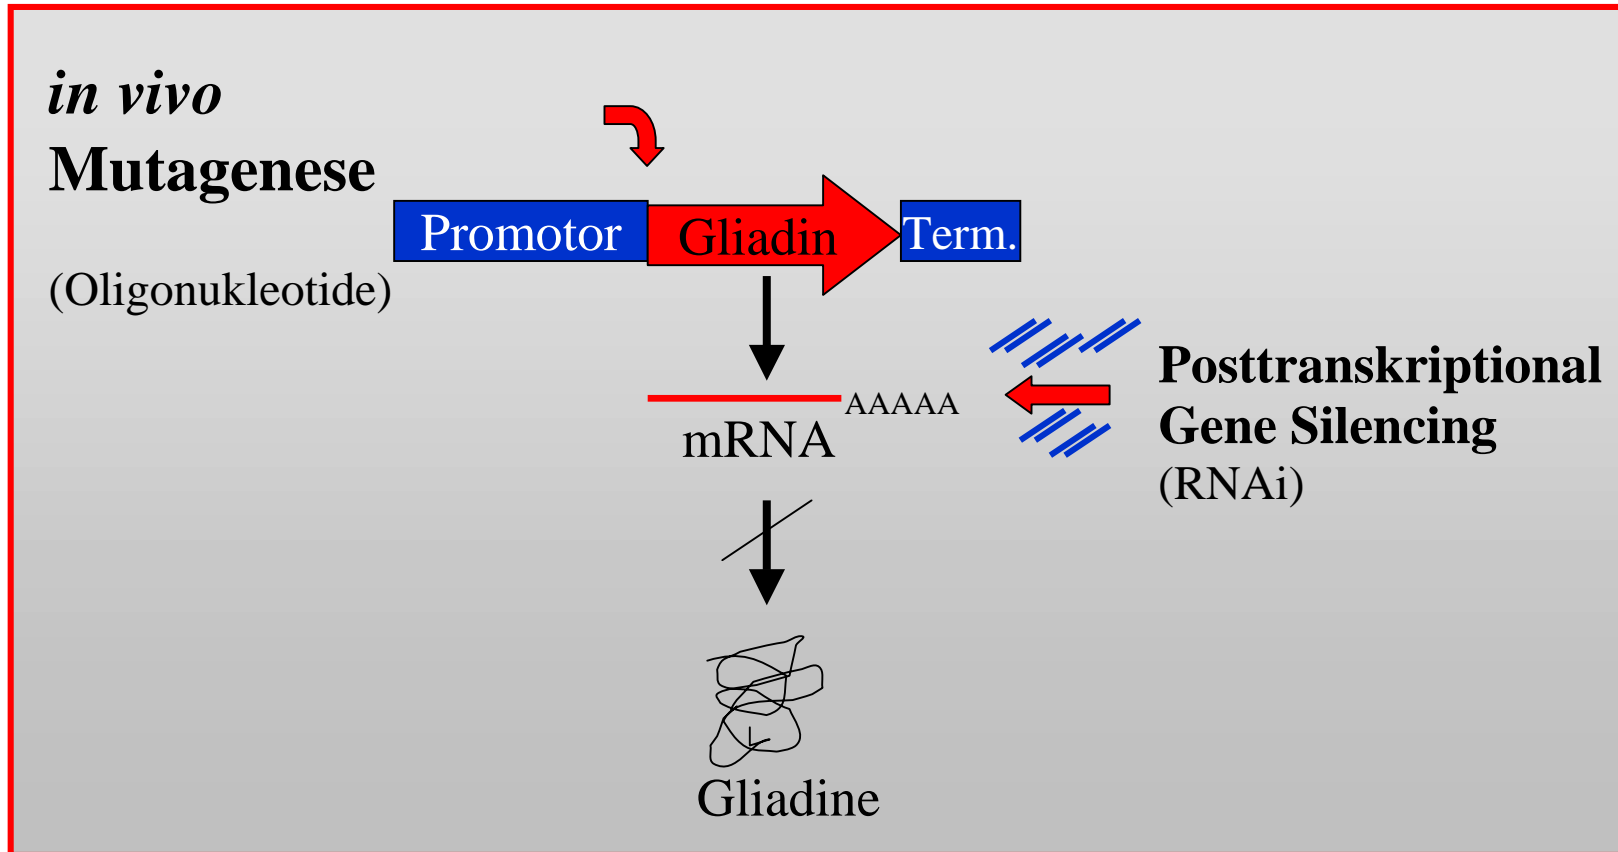 in vivo
Mutagenese
(Oligonukleotide)
Promotor Gliadin Term.
AAAAA
mRNA
Posttranskriptional
Gene Silencing
(RNAi)
Gliadine